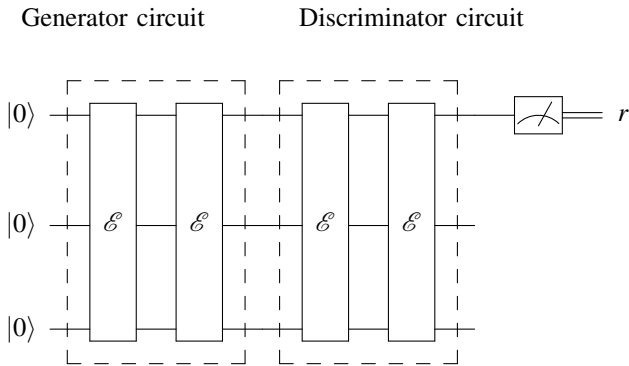 Generator circuit Discriminator circuit
|0⟩ r
ℰ ℰ ℰ ℰ
|0⟩
|0⟩